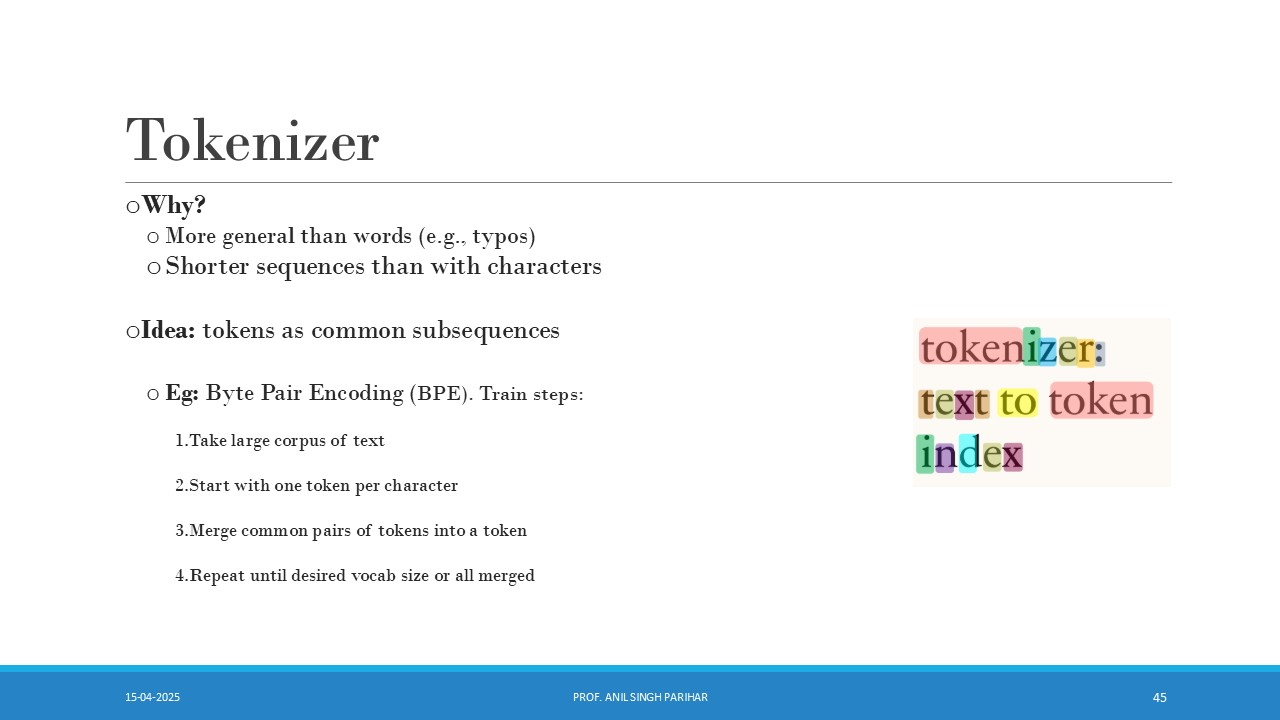 Tokenizer
oWhy?
o More general than words (e.g., typos)
o Shorter sequences than with characters
oIdea: tokens as common subsequences
o Eg: Byte Pair Encoding (BPE). Train steps:
1.Take large corpus of text
2.Start with one token per character
3.Merge common pairs of tokens into a token
4.Repeat until desired vocab size or all merged
tokenizer:
text to token
index
15-04-2025
PROF. ANIL SINGH PARIHAR
45